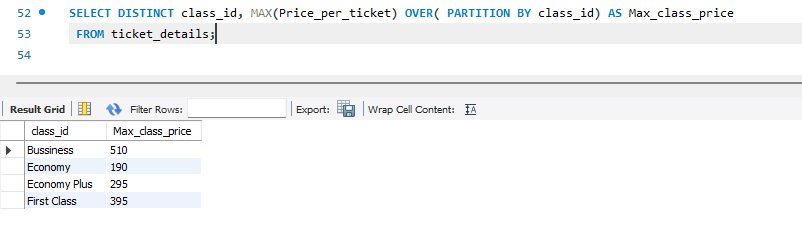 52 SELECT DISTINCT class_id, MAX(Price_per_ticket) OVER( PARTITION BY class_id) AS Max_class_price
53 FROM ticket_details;
54
Result Grid Filter Rows: Export: Wrap Cell Content:
class_id Max_class_price
Bussiness 510
Economy 190
Economy Plus 295
First Class 395